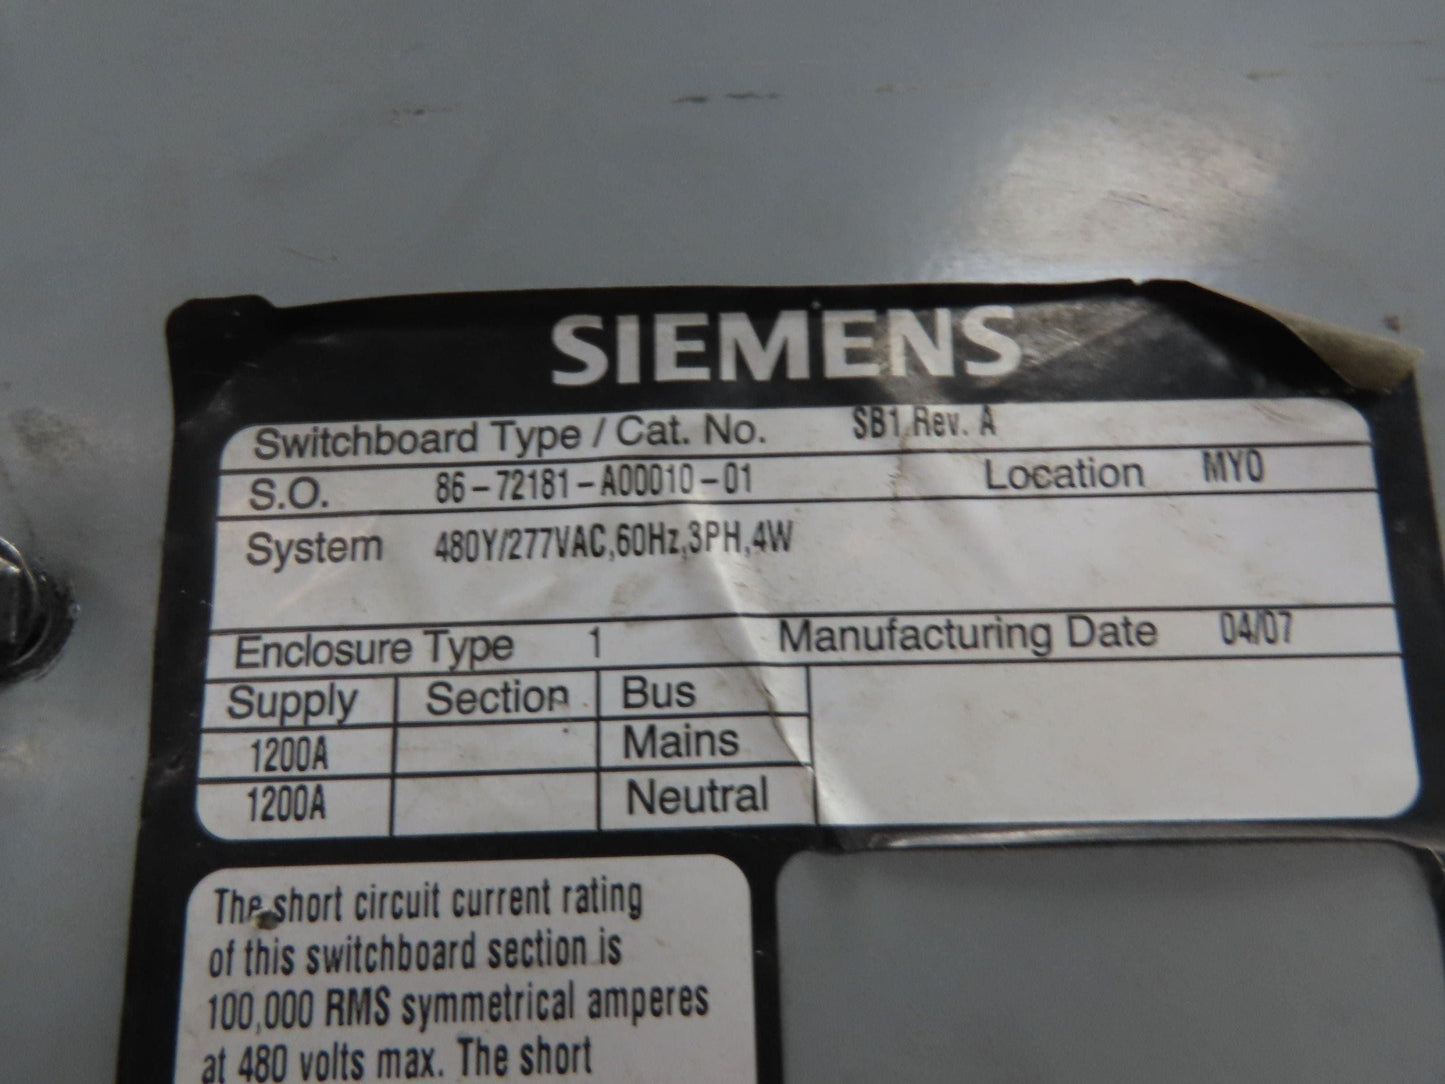 SIEMENS
Switchboard Type / Cat. No. SB1 Rev. A
S.O. 86-72181-A00010-01 Location MYO
System 480Y/277VAC,60Hz,3PH,4W
Enclosure Type 1 Manufacturing Date 04/07
Supply Section Bus
1200A Mains
1200A Neutral
The short circuit current rating
of this switchboard section is
100,000 RMS symmetrical amperes
at 480 volts max. The short